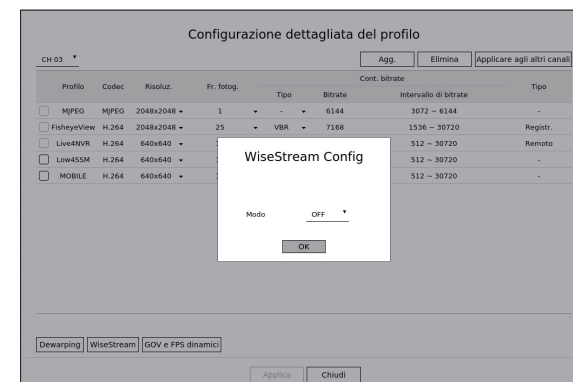 Configurazione dettagliata del profilo
CH 03
Agg. Elimina Applicare agli altri canali
Cont. bitrate
Profilo Codec Risoluz. Fr. fotog. Tipo Bitrate Intervallo di bitrate Tipo
MJPEG MJPEG 2048x2048 1 - 6144 3072 ~ 6144 -
FisheyeView H.264 2048x2048 25 VBR 7168 1536 ~ 30720 Registr.
Live4NVR H.264 640x640 512 ~ 30720 Remoto
Low4SSM H.264 640x640 512 ~ 30720 -
MOBILE H.264 640x640 512 ~ 30720 -
WiseStream Config
Modo OFF
OK
Dewarping WiseStream GOV e FPS dinamici
Applica Chiudi